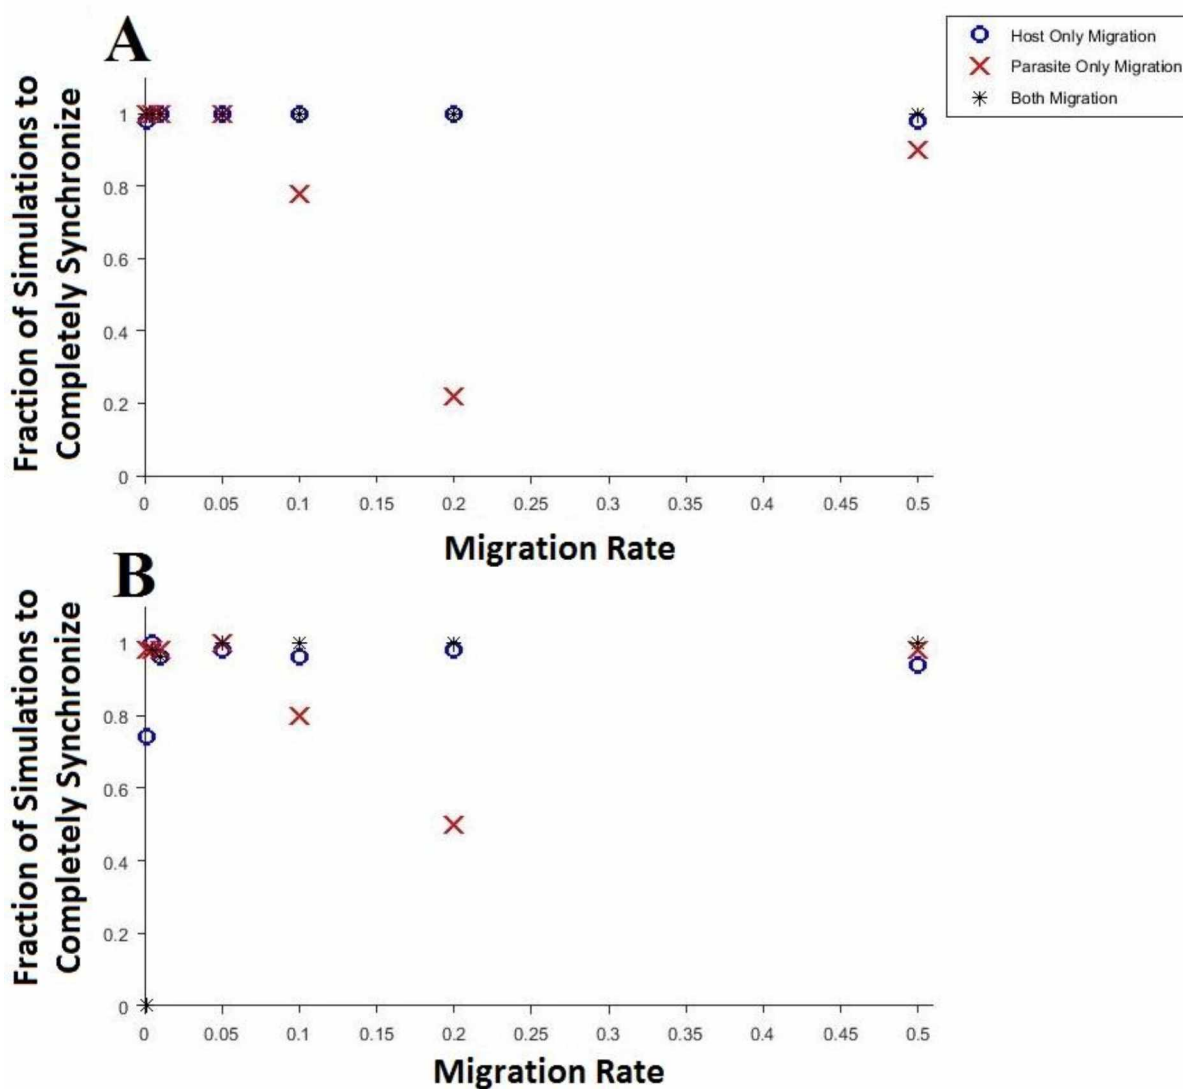 A
Host Only Migration
Parasite Only Migration
Both Migration
Fraction of Simulations to
Completely Synchronize
1
0.8
0.6
0.4
0.2
0
0 0.05 0.1 0.15 0.2 0.25 0.3 0.35 0.4 0.45 0.5
Migration Rate
B
Fraction of Simulations to
Completely Synchronize
1
0.8
0.6
0.4
0.2
0
0 0.05 0.1 0.15 0.2 0.25 0.3 0.35 0.4 0.45 0.5
Migration Rate